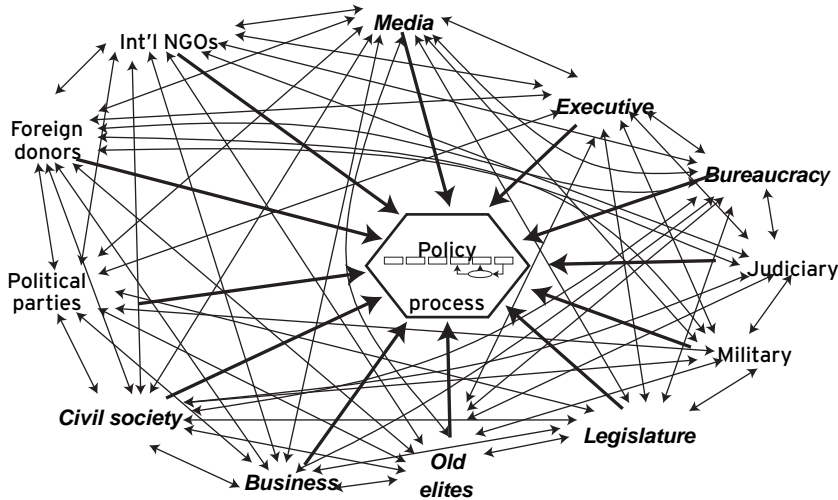 Media
Int'l NGOs
Executive
Foreign
donors
Bureaucracy
Policy
process
Judiciary
Political
parties
Military
Civil society
Legislature
Old
elites
Business